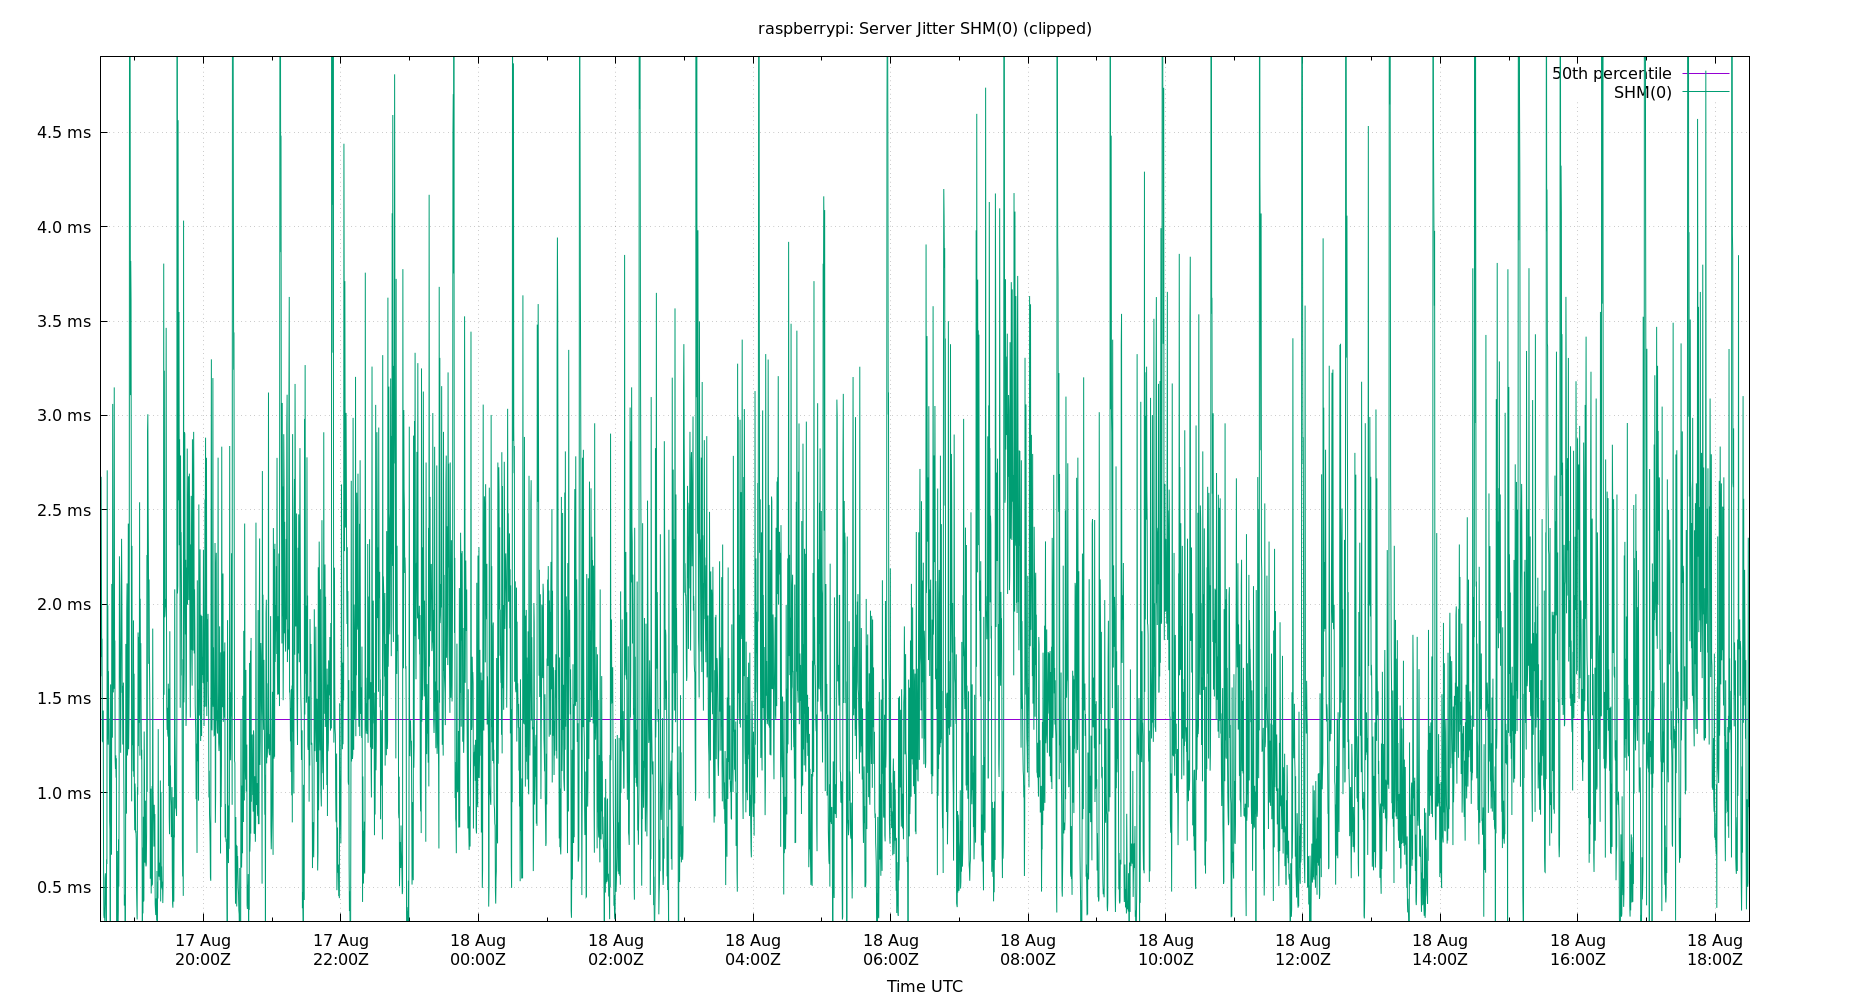 raspberrypi: Server Jitter SHM(0) (clipped)
50th percentile
SHM(0)
4.5 ms
4.0 ms
3.5 ms
3.0 ms
2.5 ms
2.0 ms
1.5 ms
1.0 ms
0.5 ms
17 Aug 17 Aug 18 Aug 18 Aug 18 Aug 18 Aug 18 Aug 18 Aug 18 Aug 18 Aug 18 Aug 18 Aug
20:00Z 22:00Z 00:00Z 02:00Z 04:00Z 06:00Z 08:00Z 10:00Z 12:00Z 14:00Z 16:00Z 18:00Z
Time UTC